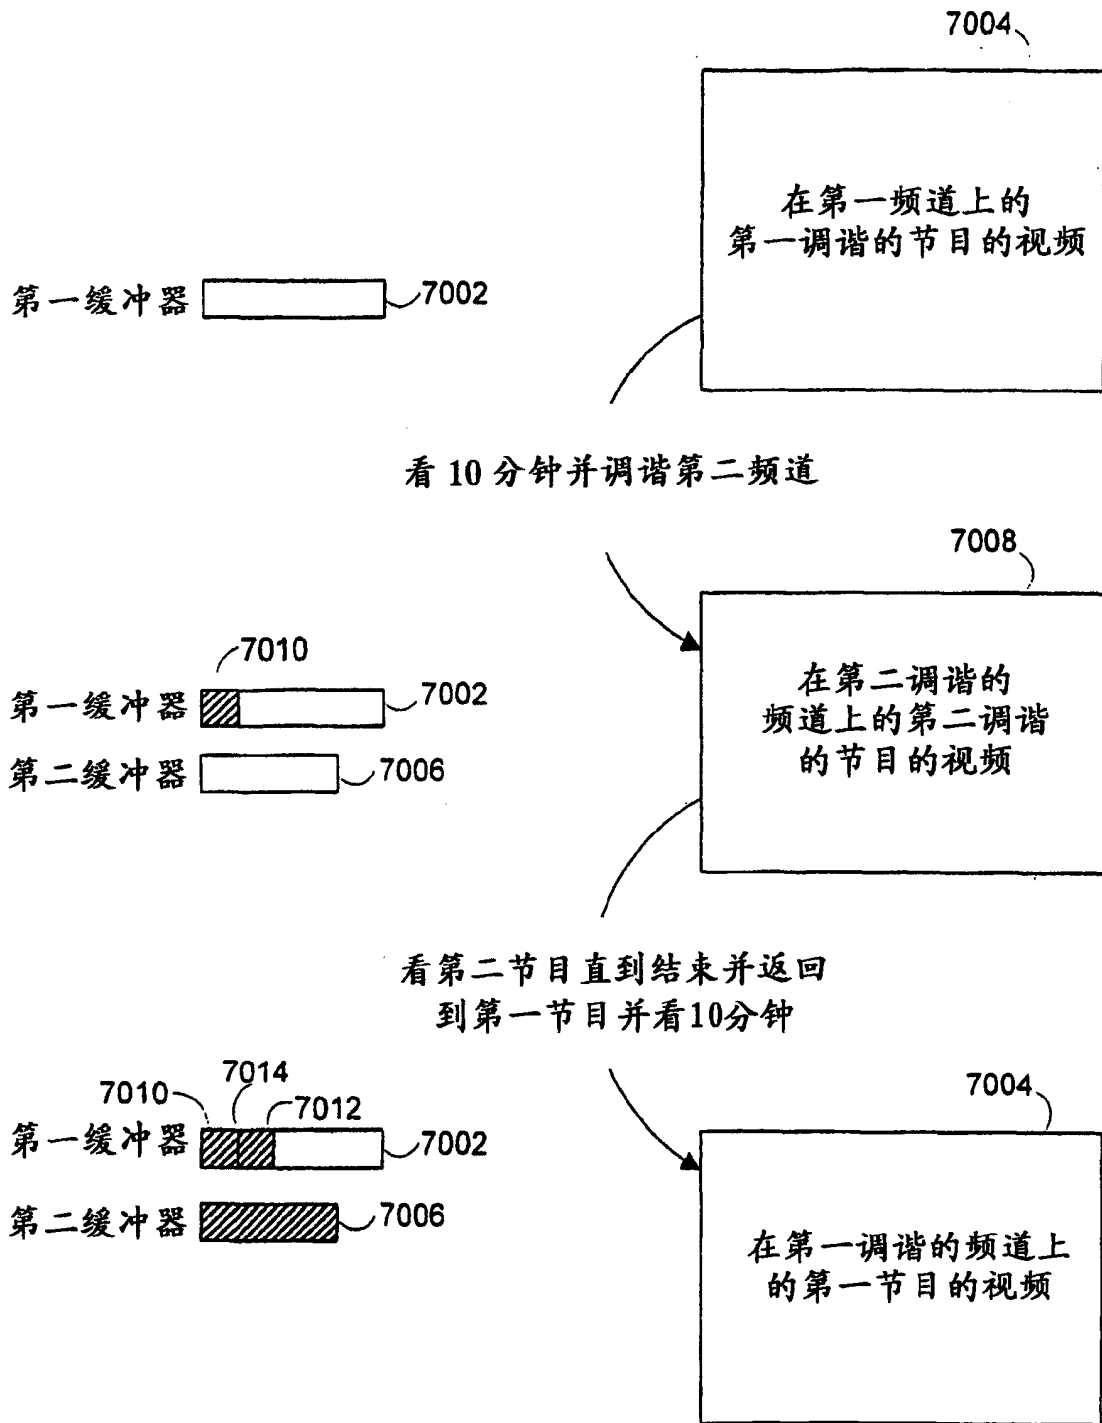 7004
在第一频道上的
第一调谐的节目的视频
第一缓冲器
7002
看10分钟并调谐第二频道
7008
7010
第一缓冲器
7002
第二缓冲器
7006
在第二调谐的
频道上的第二调谐
的节目的视频
看第二节目直到结束并返回
到第一节目并看10分钟
7010
7014
7012
第一缓冲器
7002
第二缓冲器
7006
7004
在第一调谐的频道上
的第一节目的视频